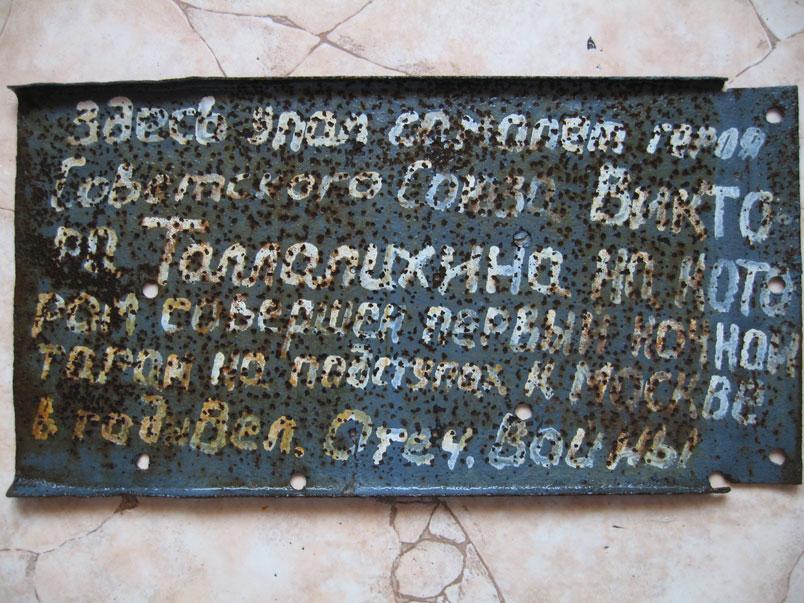 Здесь упал самолет героя
Советского Союза Викто-
ра Талалихина на кото
ром совершен первый ночной
таран на подступах к Москве
в годы Вел. Отеч. Войны